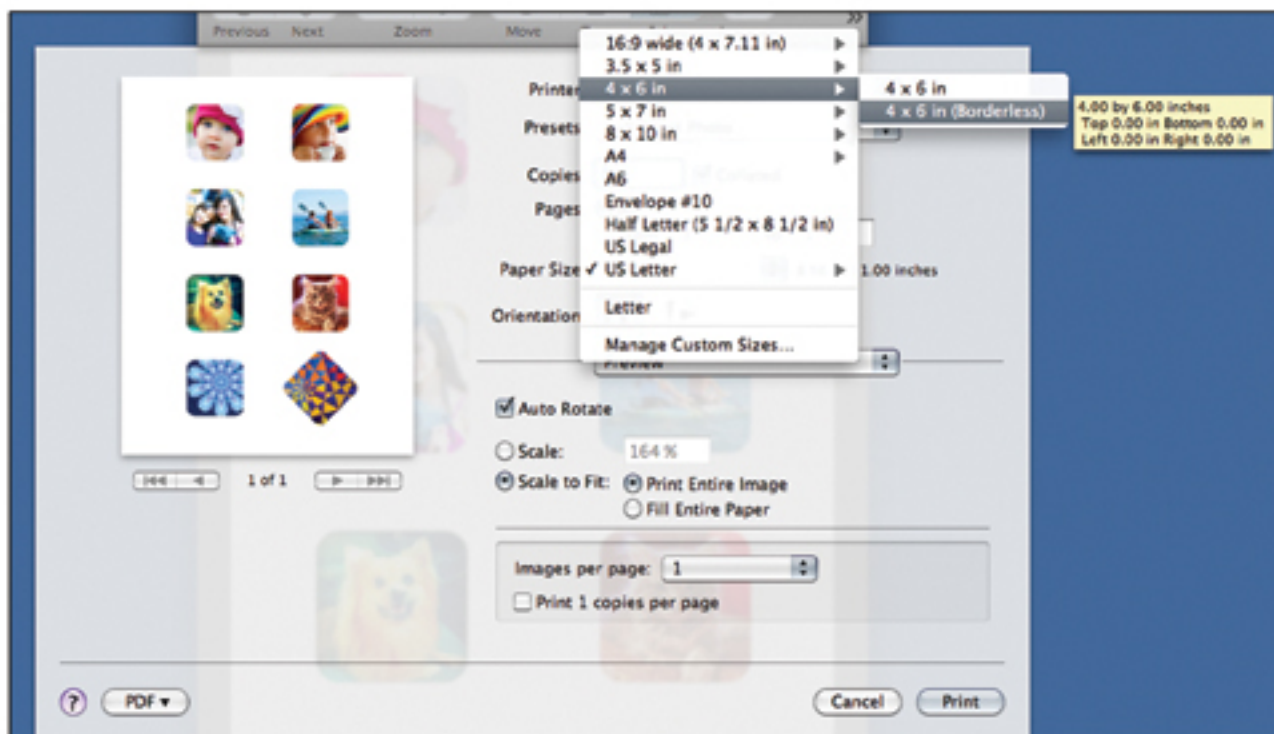 Previous Next Zoom Move
16:9 wide (4 x 7.11 in)
3.5 x 5 in
4 x 6 in
5 x 7 in
8 x 10 in
A4
A6
Envelope #10
Half Letter (5 1/2 x 8 1/2 in)
US Legal
✓ US Letter
Letter
Manage Custom Sizes...
4 x 6 in
4 x 6 in (Borderless)
4.00 by 6.00 inches
Top 0.00 in Bottom 0.00 in
Left 0.00 in Right 0.00 in
Printer
Presets
Copies
Pages
Paper Size
1.00 inches
Orientation
Preview
Auto Rotate
Scale: 164 %
Scale to Fit: Print Entire Image
Fill Entire Paper
1 of 1
Images per page: 1
Print 1 copies per page
? PDF ▾ Cancel Print